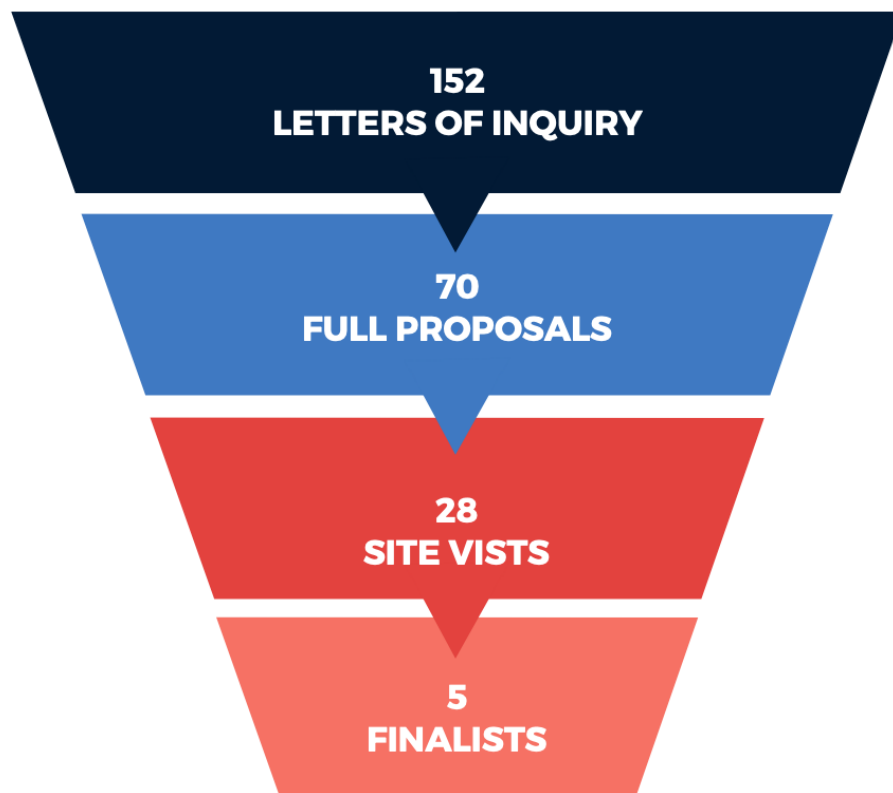 152
LETTERS OF INQUIRY
70
FULL PROPOSALS
28
SITE VISTS
5
FINALISTS